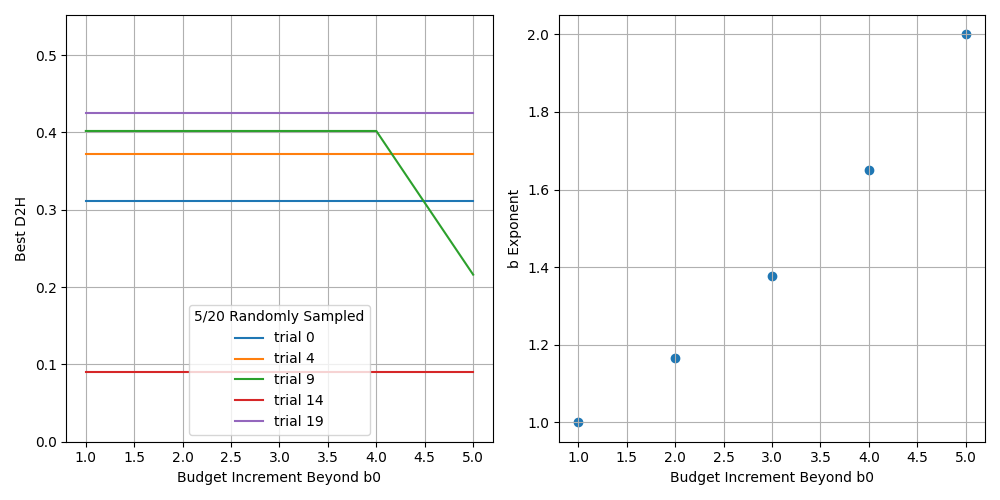 0.5
0.4
0.3
0.2
0.1
0.0
Best D2H
5/20 Randomly Sampled
trial 0
trial 4
trial 9
trial 14
trial 19
1.0 1.5 2.0 2.5 3.0 3.5 4.0 4.5 5.0
Budget Increment Beyond b0
2.0
1.8
1.6
1.4
1.2
1.0
b Exponent
1.0 1.5 2.0 2.5 3.0 3.5 4.0 4.5 5.0
Budget Increment Beyond b0